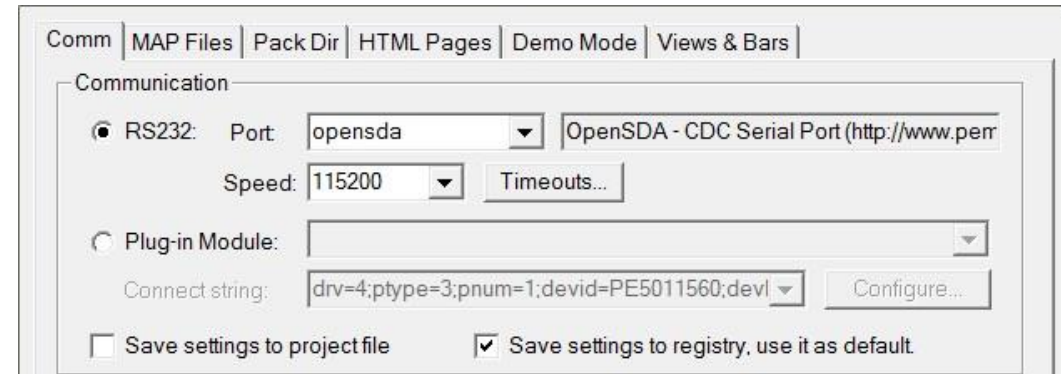 Comm MAP Files Pack Dir HTML Pages Demo Mode Views & Bars
Communication
RS232: Port: opensda OpenSDA - CDC Serial Port (http://www.pem
Speed: 115200 Timeouts...
Plug-in Module:
Connect string: drv=4;ptype=3;pnum=1;devid=PE5011560;devI Configure...
Save settings to project file Save settings to registry, use it as default.